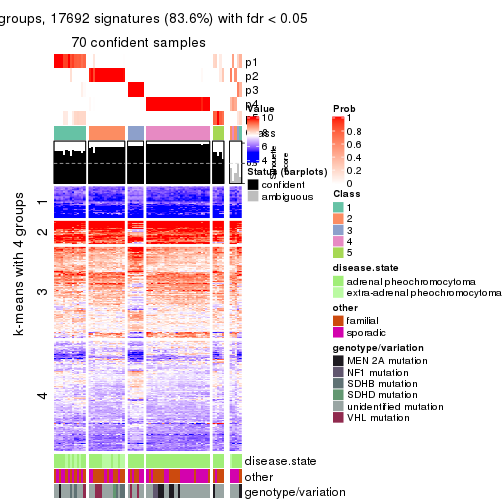 groups, 17692 signatures (83.6%) with fdr < 0.05
70 confident samples
k-means with 4 groups
1
2
3
4
p1
p2
p3
p4
Value
10
8
6
4
Status (barplots)
confident
ambiguous
Prob
1
0.8
0.6
0.4
0.2
0
Class
1
2
3
4
5
disease.state
adrenal pheochromocytoma
extra-adrenal pheochromocytoma
other
familial
sporadic
genotype/variation
MEN 2A mutation
NF1 mutation
SDHB mutation
SDHD mutation
unidentified mutation
VHL mutation
disease.state
other
genotype/variation